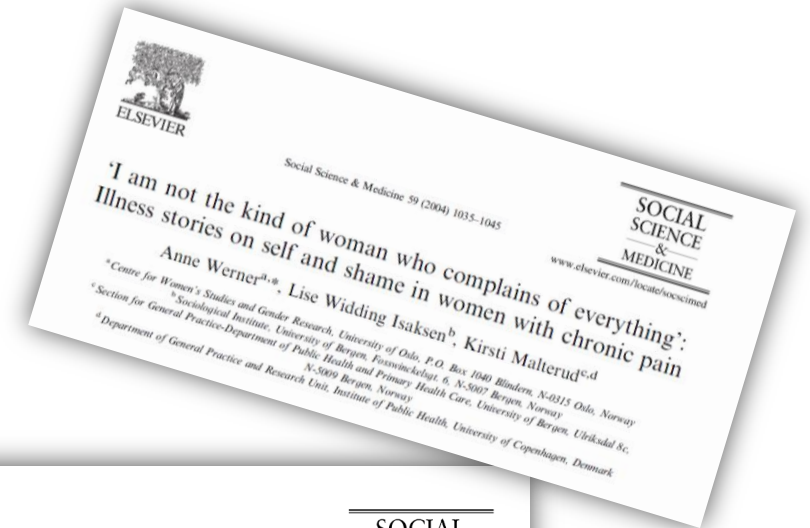 ELSEVIER
Social Science & Medicine 59 (2004) 1035–1045
SOCIAL
SCIENCE
&
MEDICINE
www.elsevier.com/locate/socscimed
‘I am not the kind of woman who complains of everything’:
Illness stories on self and shame in women with chronic pain
Anne Wernerᵃ,*, Lise Widding Isaksenᵇ, Kirsti Malterudᶜ,ᵈ
ᵃ Centre for Women's Studies and Gender Research, University of Oslo, P.O. Box 1040 Blindern, N-0315 Oslo, Norway
ᵇ Sociological Institute, University of Bergen, Fosswinckelsgt. 6, N-5007 Bergen, Norway
ᶜ Section for General Practice-Department of Public Health and Primary Health Care, University of Bergen, Ulriksdal 8c,
N-5009 Bergen, Norway
ᵈ Department of General Practice and Research Unit, Institute of Public Health, University of Copenhagen, Denmark
SOCIAL